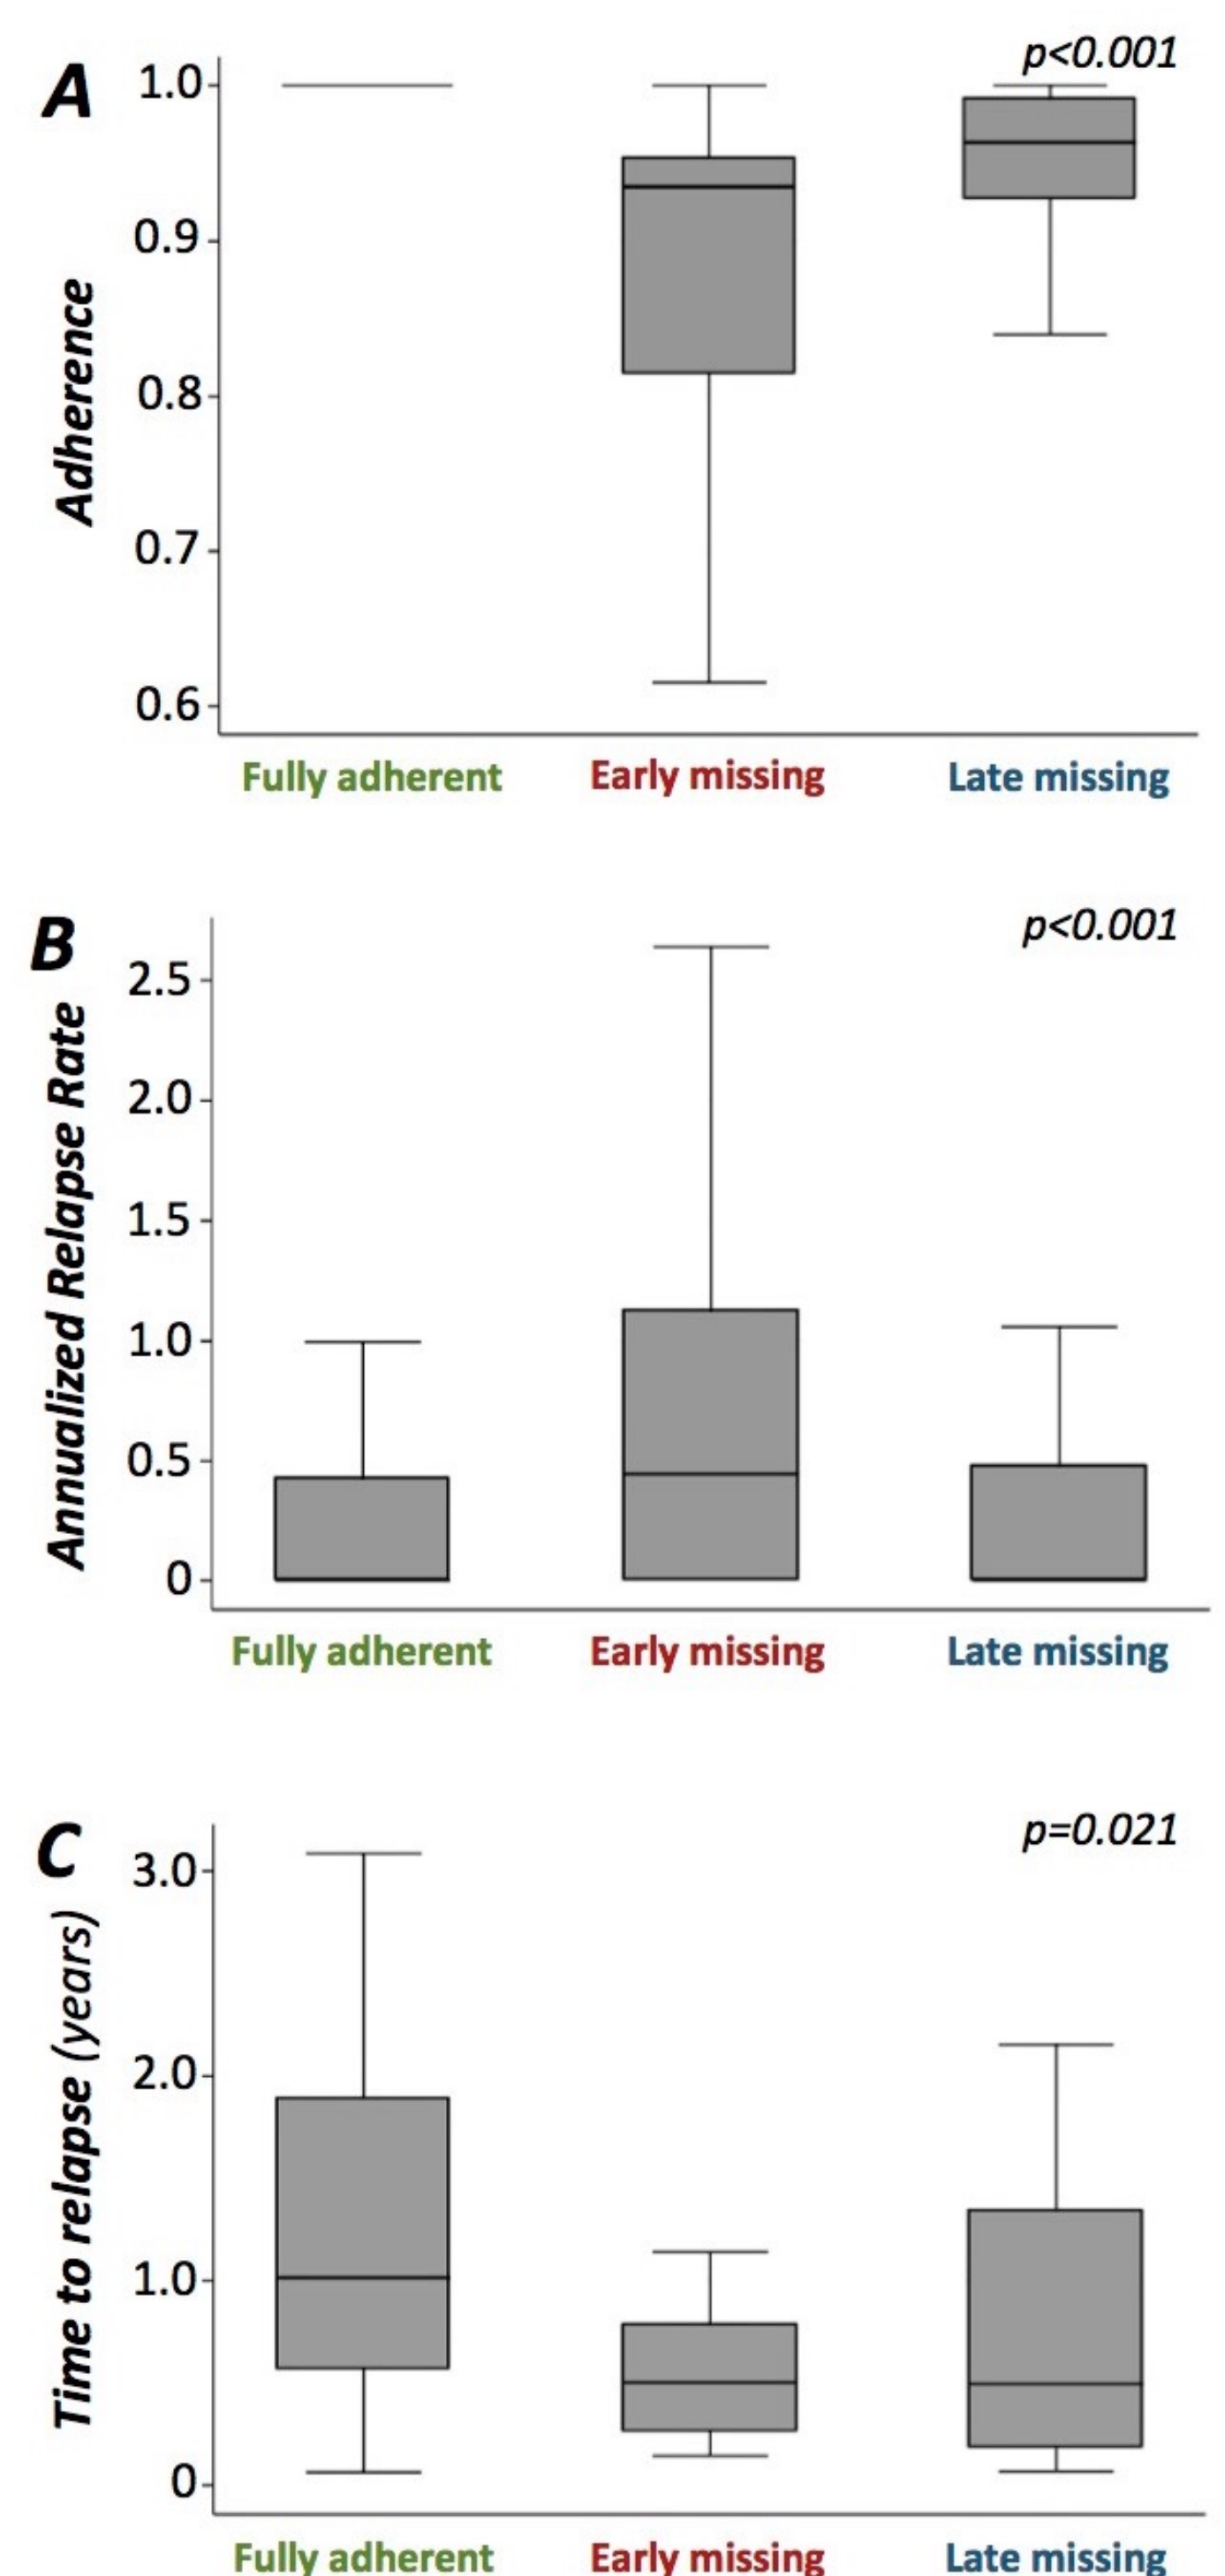 A
p<0.001
Adherence
1.0
0.9
0.8
0.7
0.6
Fully adherent Early missing Late missing
B
p<0.001
Annualized Relapse Rate
2.5
2.0
1.5
1.0
0.5
0
Fully adherent Early missing Late missing
C
p=0.021
Time to relapse (years)
3.0
2.0
1.0
0
Fully adherent Early missing Late missing